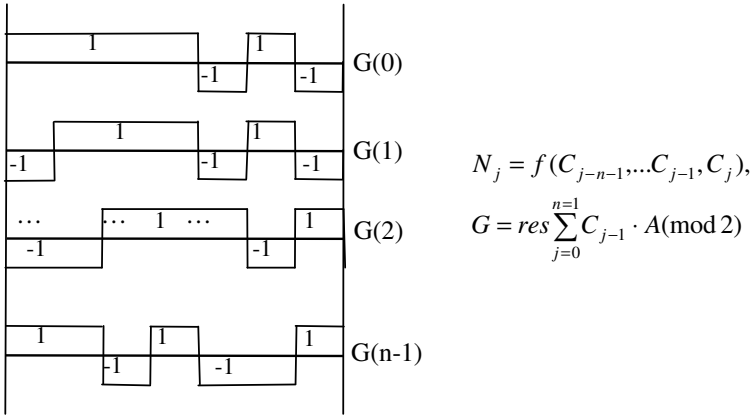 1 -1 1 -1 G(0)
-1 1 -1 1 -1 G(1)
… … 1 … 1 G(2)
-1 -1
1 -1 1 -1 1 G(n-1)
N_j = f(C_{j-n-1},...C_{j-1}, C_j),
G = res \sum_{j=0}^{n=1} C_{j-1} · A(mod 2)